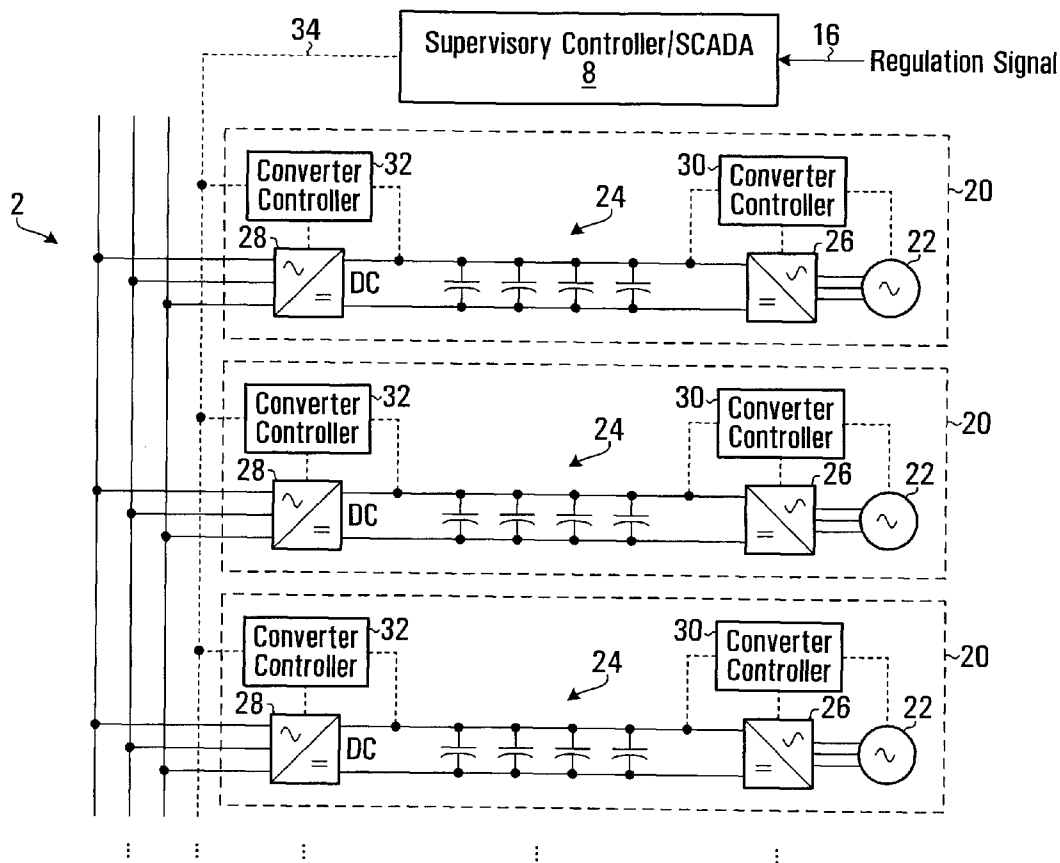 34
Supervisory Controller/SCADA
8
16
Regulation Signal
2
Converter
Controller
32
30
Converter
Controller
20
24
28
DC
26
22
Converter
Controller
32
30
Converter
Controller
20
24
28
DC
26
22
Converter
Controller
32
30
Converter
Controller
20
24
28
DC
26
22